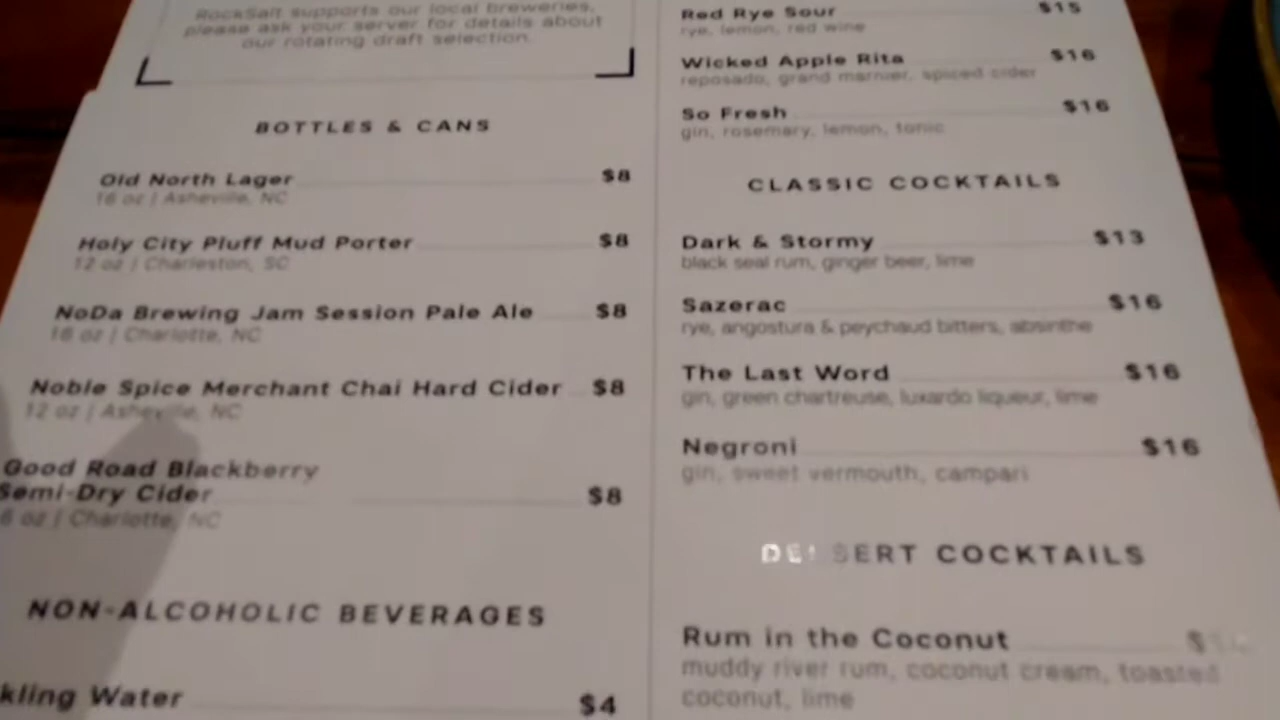 RockSalt supports our local breweries,
please ask your server for details about
our rotating draft selection.
BOTTLES & CANS
Old North Lager $8
16 oz | Asheville, NC
Holy City Pluff Mud Porter $8
12 oz | Charleston, SC
NoDa Brewing Jam Session Pale Ale $8
16 oz | Charlotte, NC
Noble Spice Merchant Chai Hard Cider $8
12 oz | Asheville, NC
Good Road Blackberry
Semi-Dry Cider $8
6 oz | Charlotte, NC
NON-ALCOHOLIC BEVERAGES
kling Water $4
Red Rye Sour $15
rye, lemon, red wine
Wicked Apple Rita $16
reposado, grand marnier, spiced cider
So Fresh $16
gin, rosemary, lemon, tonic
CLASSIC COCKTAILS
Dark & Stormy $13
black seal rum, ginger beer, lime
Sazerac $16
rye, angostura & peychaud bitters, absinthe
The Last Word $16
gin, green chartreuse, luxardo liqueur, lime
Negroni $16
gin, sweet vermouth, campari
DESSERT COCKTAILS
Rum in the Coconut
muddy river rum, coconut cream, toasted
coconut, lime